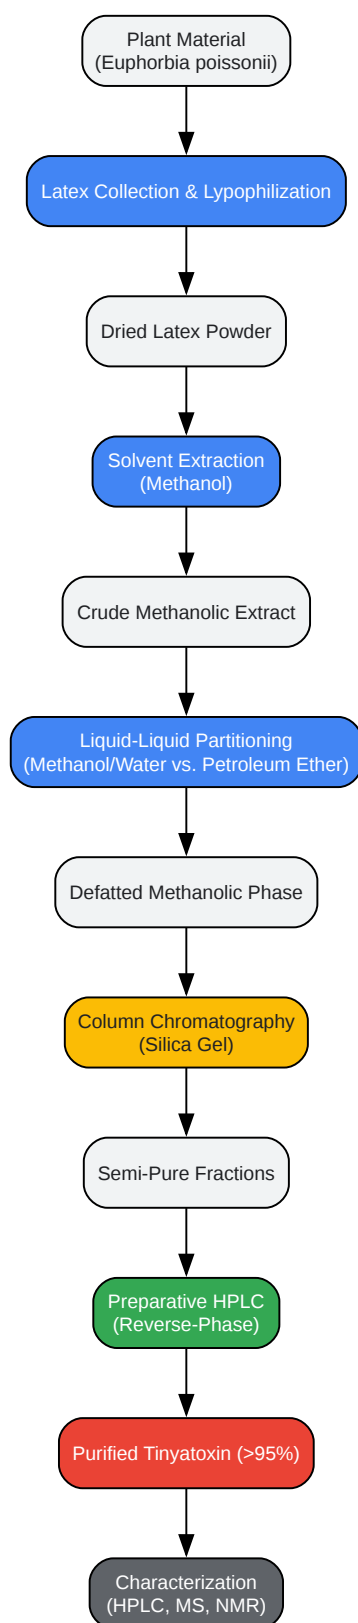 Plant Material
(Euphorbia poissonii)
Latex Collection & Lypophilization
Dried Latex Powder
Solvent Extraction
(Methanol)
Crude Methanolic Extract
Liquid-Liquid Partitioning
(Methanol/Water vs. Petroleum Ether)
Defatted Methanolic Phase
Column Chromatography
(Silica Gel)
Semi-Pure Fractions
Preparative HPLC
(Reverse-Phase)
Purified Tinyatoxin (>95%)
Characterization
(HPLC, MS, NMR)